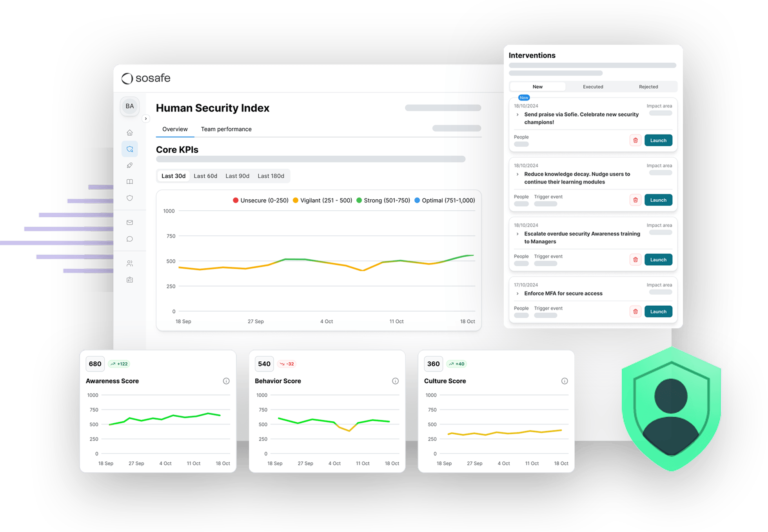 sosafe
BA
Human Security Index
Overview Team performance
Core KPIs
Last 30d Last 60d Last 90d Last 180d
Unsecure (0-250) Vigilant (251 - 500) Strong (501-750) Optimal (751-1,000)
1000
750
500
250
0
18 Sep 27 Sep 4 Oct 11 Oct 18 Oct
Interventions
New Executed Rejected
New
18/10/2024 Impact area
Send praise via Sofie. Celebrate new security
champions!
People
Launch
18/10/2024 Impact area
Reduce knowledge decay. Nudge users to
continue their learning modules
People Trigger event
Launch
18/10/2024 Impact area
Escalate overdue security Awareness training
to Managers
People Trigger event
Launch
17/10/2024 Impact area
Enforce MFA for secure access
People Trigger event
Launch
680 +122
Awareness Score
1000
750
500
250
0
18 Sep 27 Sep 4 Oct 11 Oct 18 Oct
540
Behavior Score
1000
750
500
250
0
18 Sep 27 Sep 4 Oct 11 Oct 18 Oct
360 +40
Culture Score
1000
750
500
250
0
18 Sep 27 Sep 4 Oct 11 Oct 18 Oct